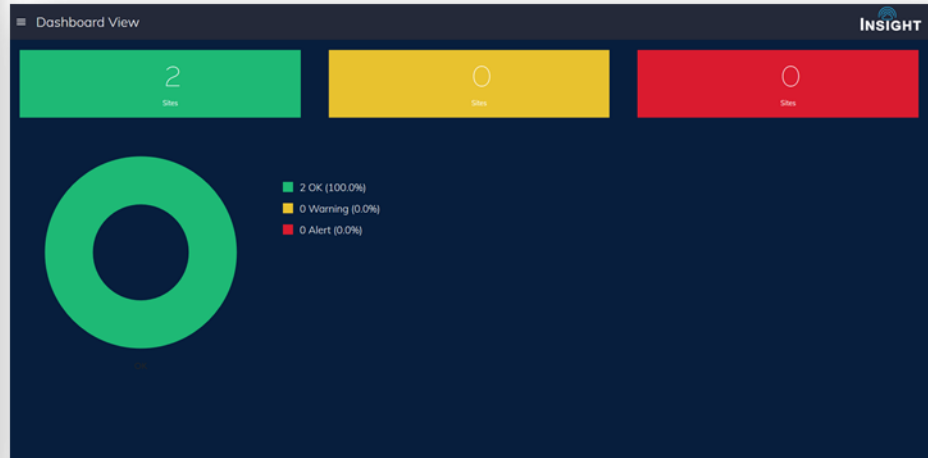 Dashboard View
INSIGHT
2
Sites
0
Sites
0
Sites
2 OK (100.0%)
0 Warning (0.0%)
0 Alert (0.0%)